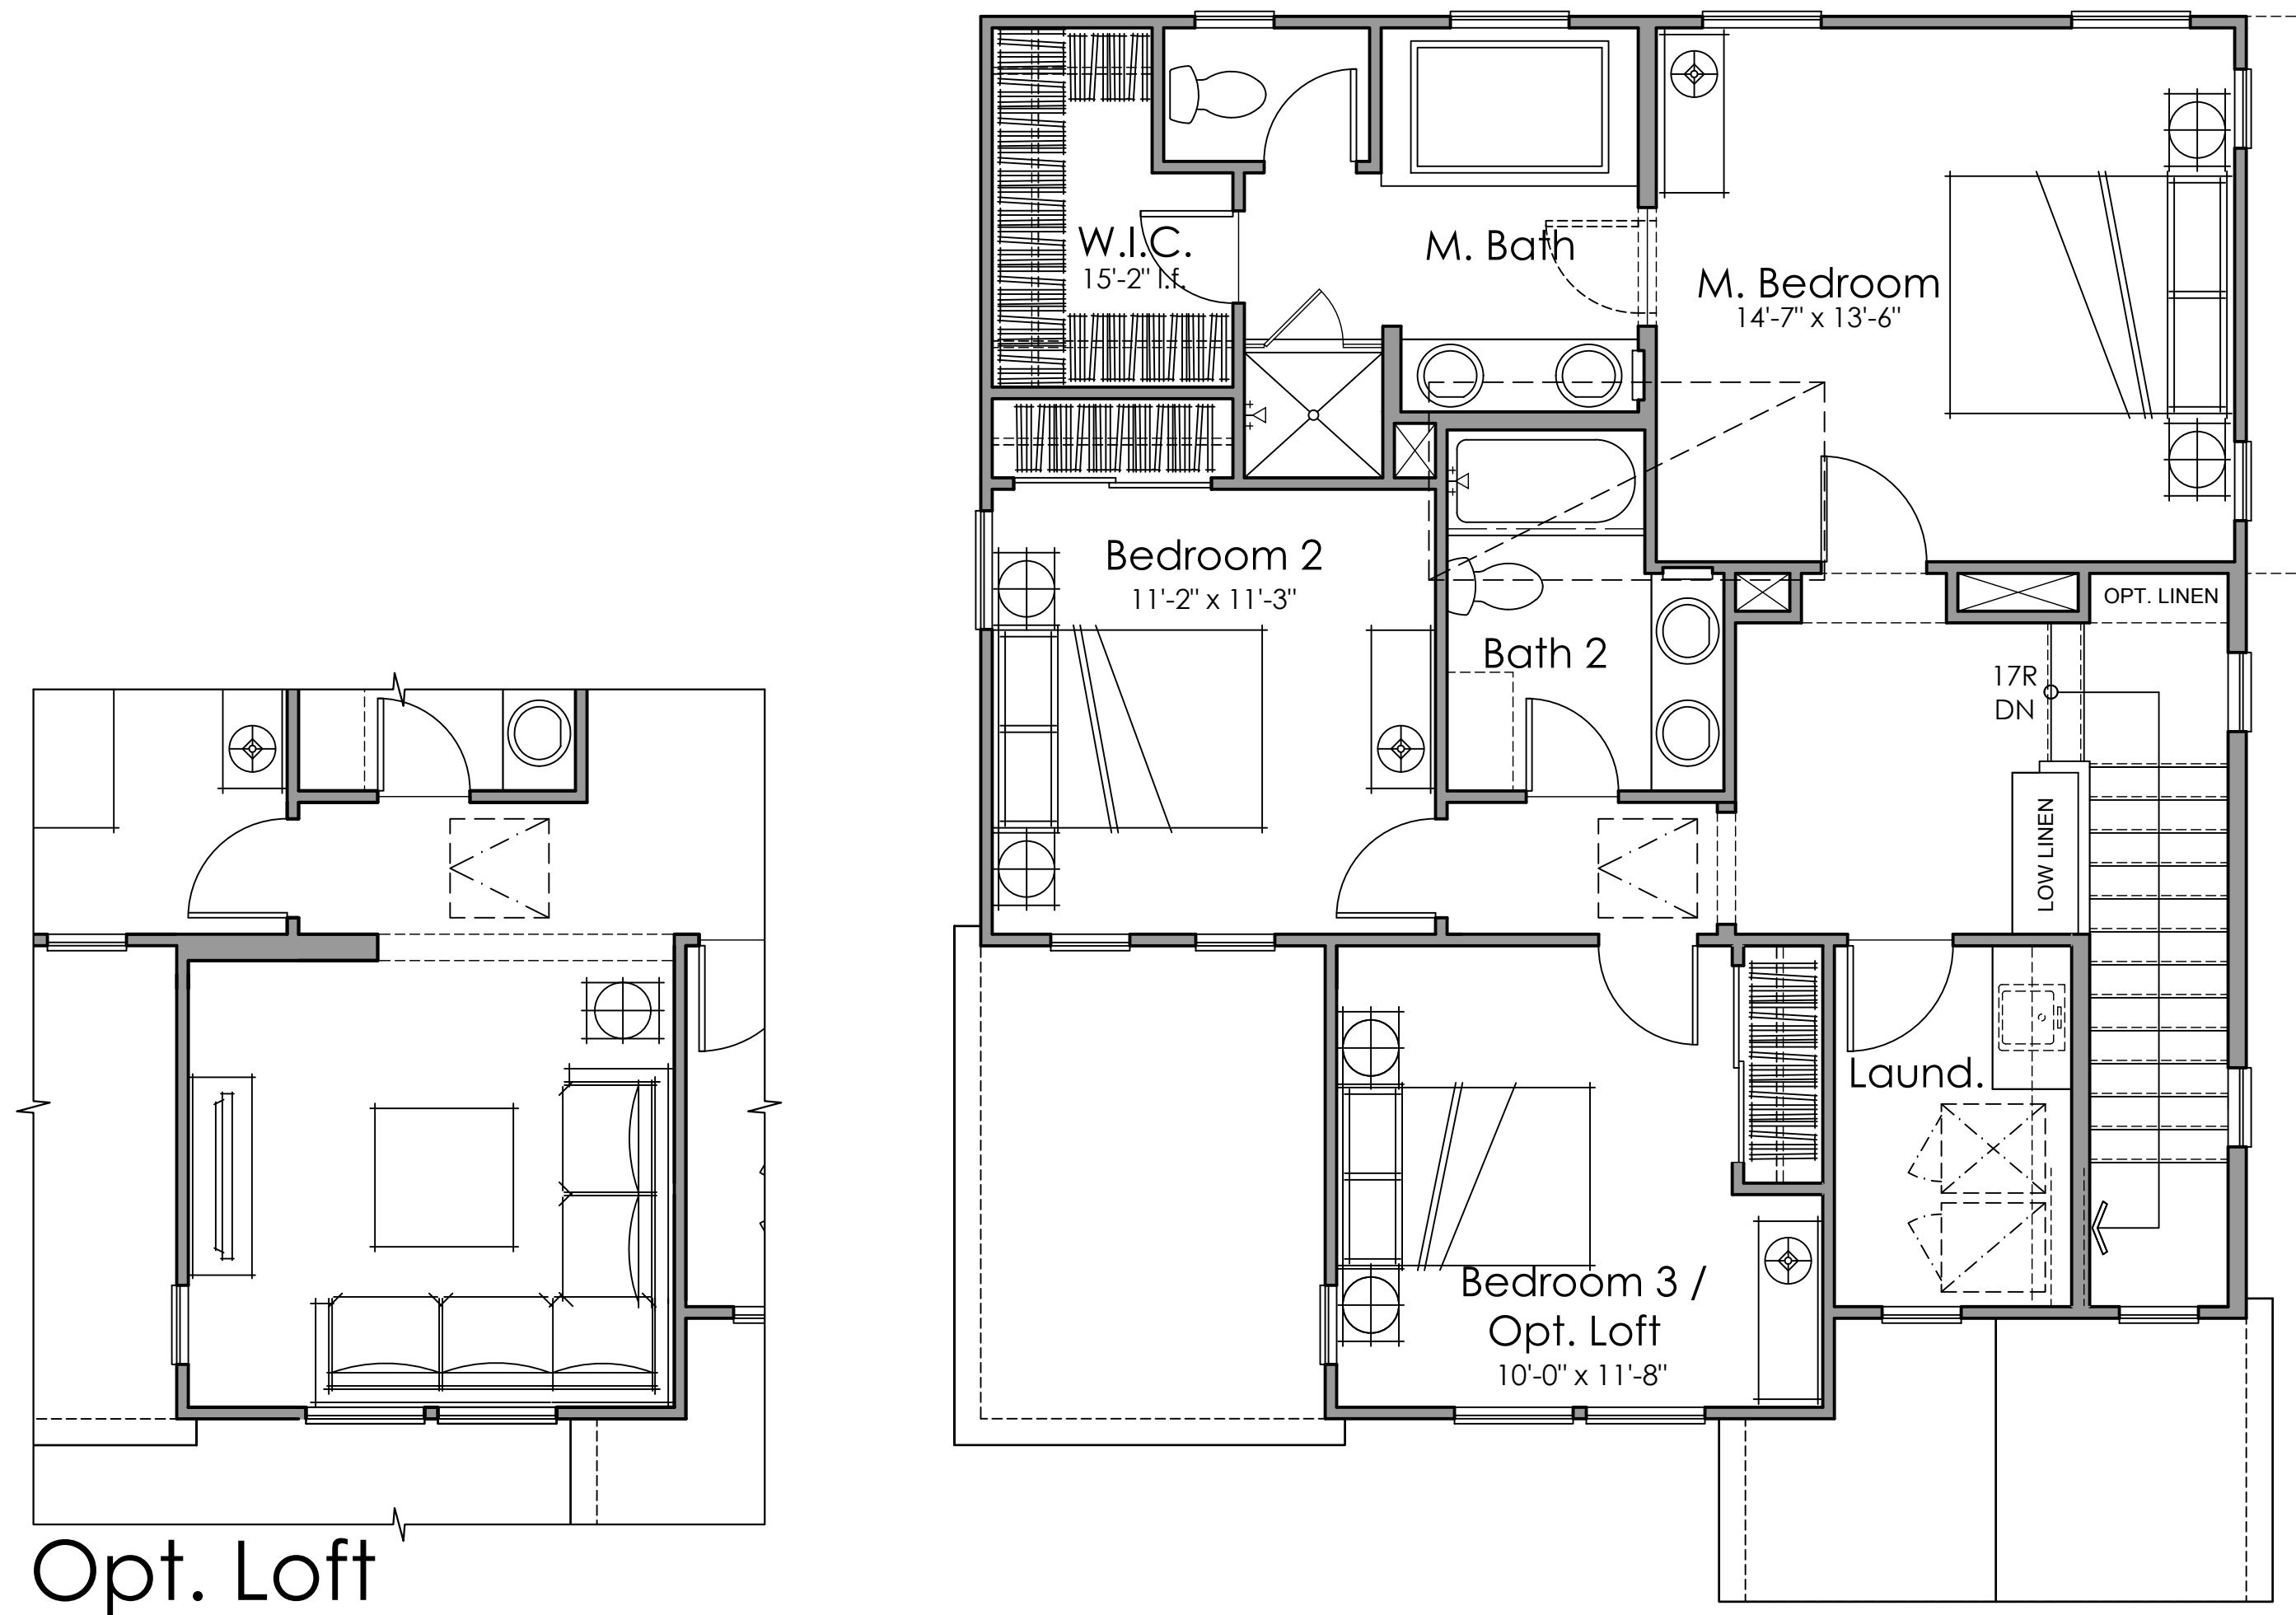 W.I.C.
15'-2" l.f.
M. Bath
M. Bedroom
14'-7" x 13'-6"
Bedroom 2
11'-2" x 11'-3"
Bath 2
OPT. LINEN
17R
DN
LOW LINEN
Laund.
Bedroom 3 /
Opt. Loft
10'-0" x 11'-8"
Opt. Loft